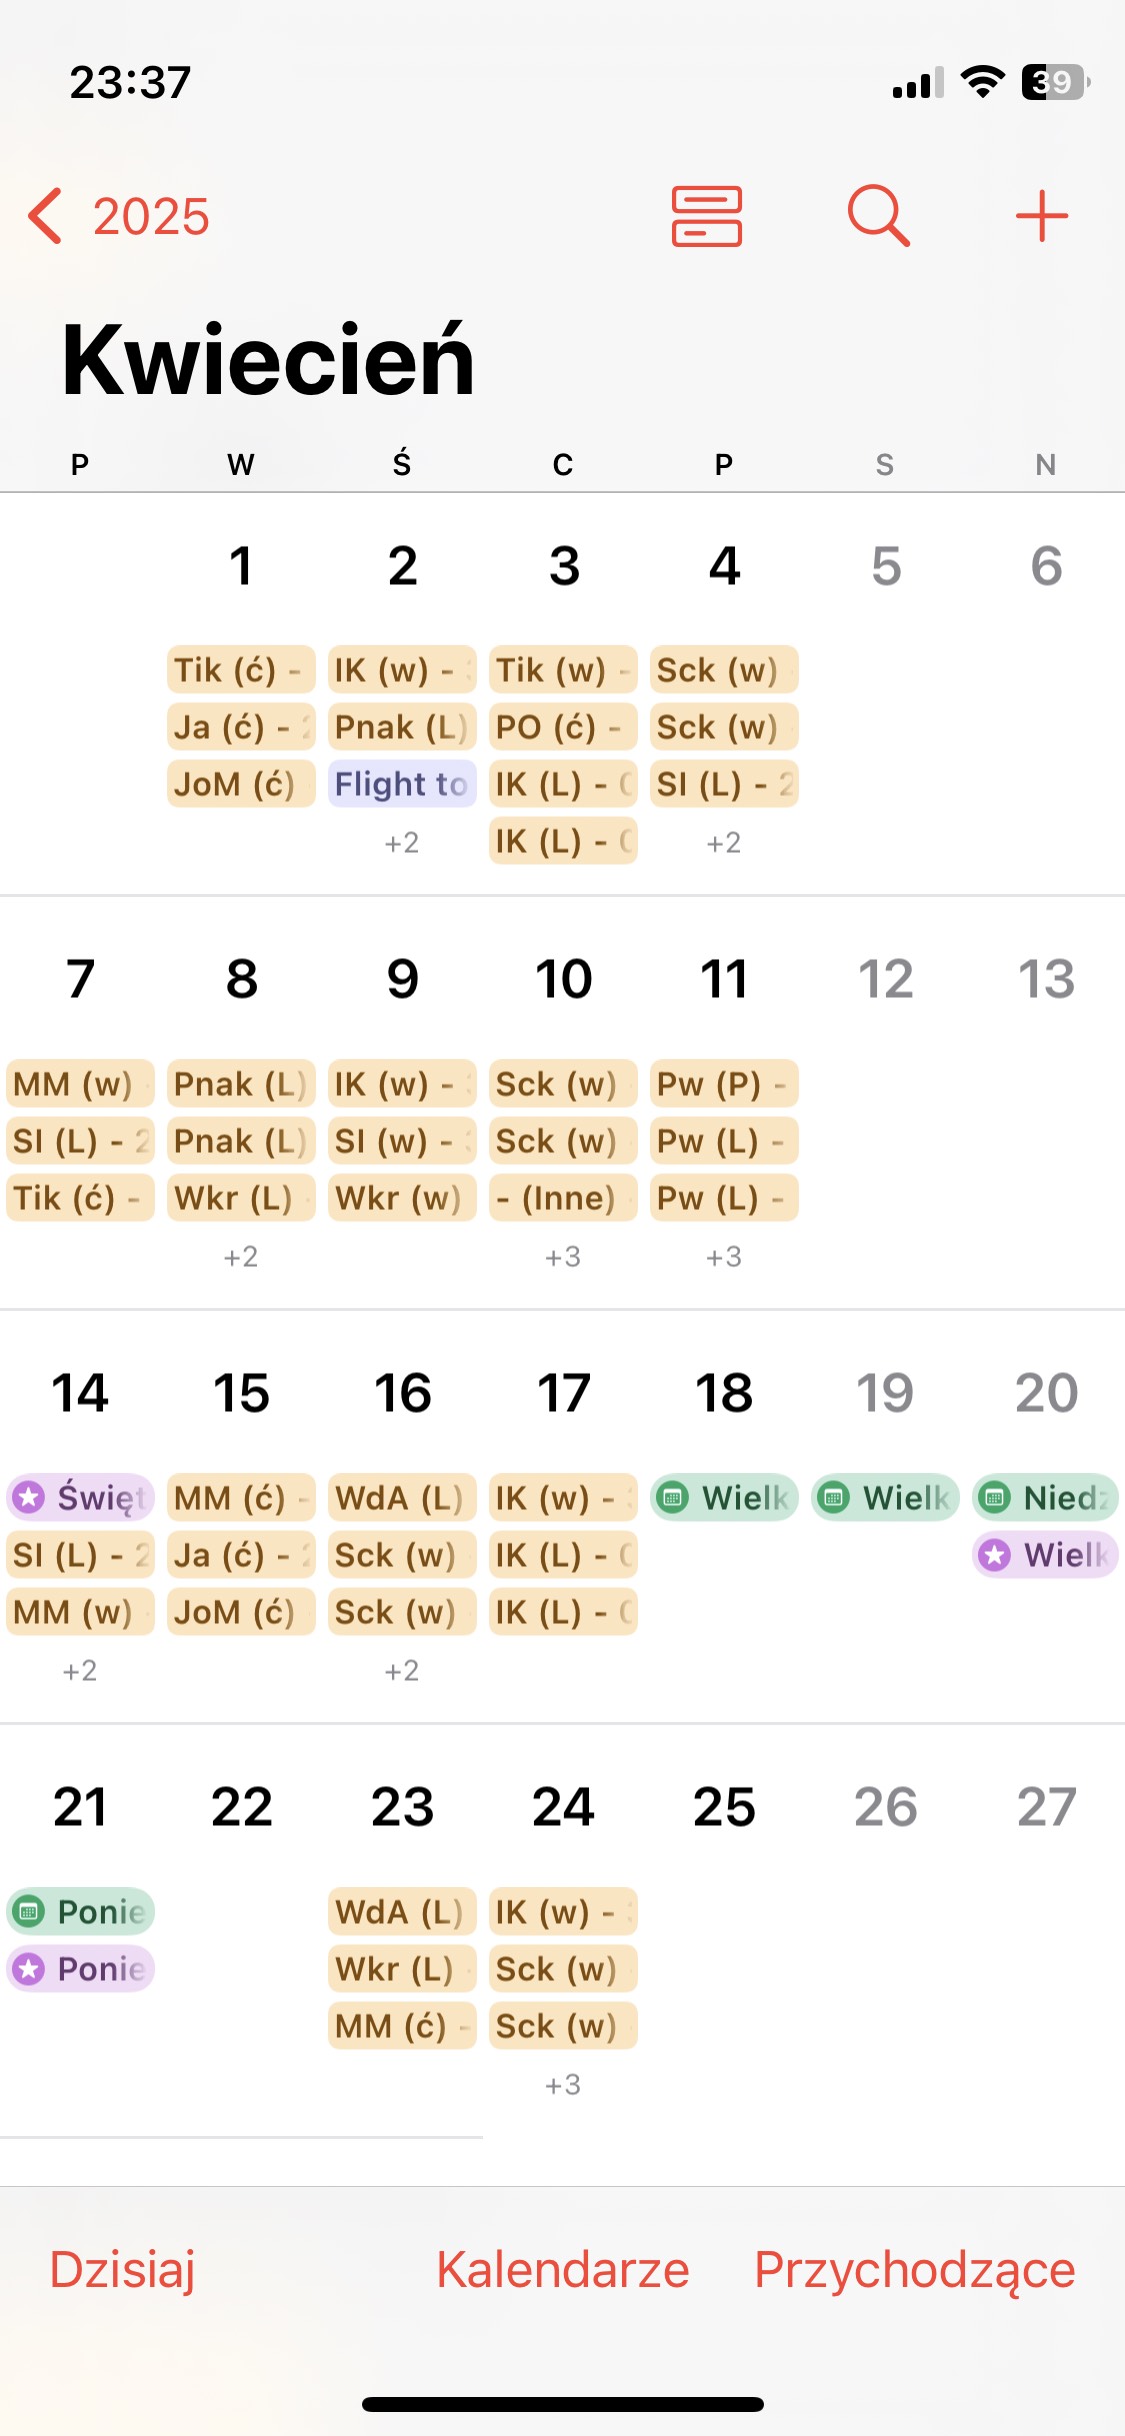 23:37 39
2025
Kwiecień
P W Ś C P S N
1 2 3 4 5 6
Tik (ć) - IK (w) - Tik (w) - Sck (w)
Ja (ć) - Pnak (L) PO (ć) - Sck (w)
JoM (ć) Flight to IK (L) - SI (L) - 2
+2 IK (L) - +2
7 8 9 10 11 12 13
MM (w) Pnak (L) IK (w) - Sck (w) Pw (P) -
SI (L) - 2 Pnak (L) SI (w) - Sck (w) Pw (L) -
Tik (ć) - Wkr (L) Wkr (w) - (Inne) Pw (L) -
+2 +3 +3
14 15 16 17 18 19 20
Święt MM (ć) - WdA (L) IK (w) - Wielk Wielk Nied
SI (L) - 2 Ja (ć) - Sck (w) IK (L) - Wielk
MM (w) JoM (ć) Sck (w) IK (L) -
+2 +2
21 22 23 24 25 26 27
Ponie WdA (L) IK (w) -
Ponie Wkr (L) Sck (w)
MM (ć) - Sck (w)
+3
Dzisiaj Kalendarze Przychodzące